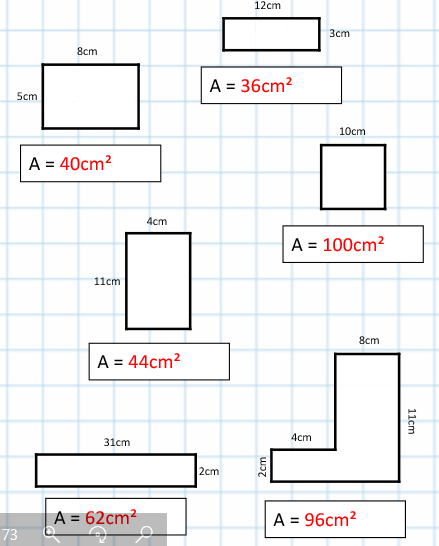 12cm
3cm
A = 36cm²
8cm
5cm
A = 40cm²
10cm
A = 100cm²
4cm
11cm
A = 44cm²
8cm
11cm
4cm
2cm
A = 96cm²
31cm
2cm
A = 62cm²
73